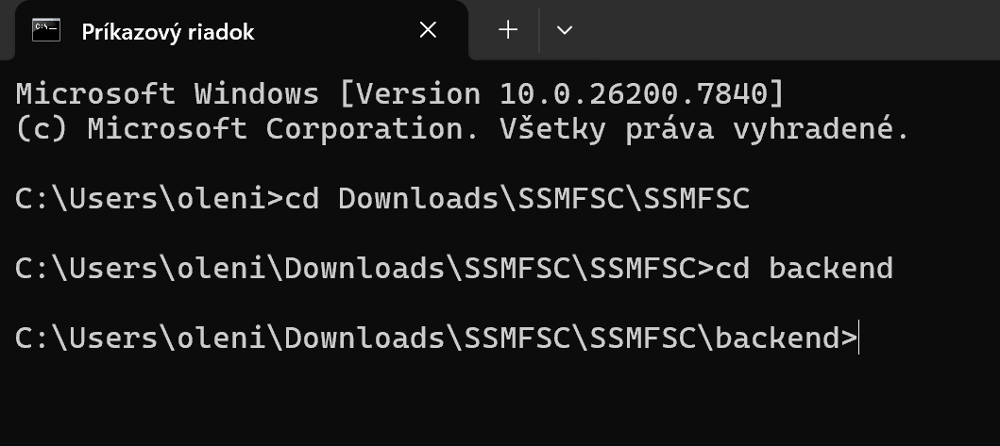 Príkazový riadok
Microsoft Windows [Version 10.0.26200.7840]
(c) Microsoft Corporation. Všetky práva vyhradené.
C:\Users\oleni>cd Downloads\SSMFSC\SSMFSC
C:\Users\oleni\Downloads\SSMFSC\SSMFSC>cd backend
C:\Users\oleni\Downloads\SSMFSC\SSMFSC\backend>